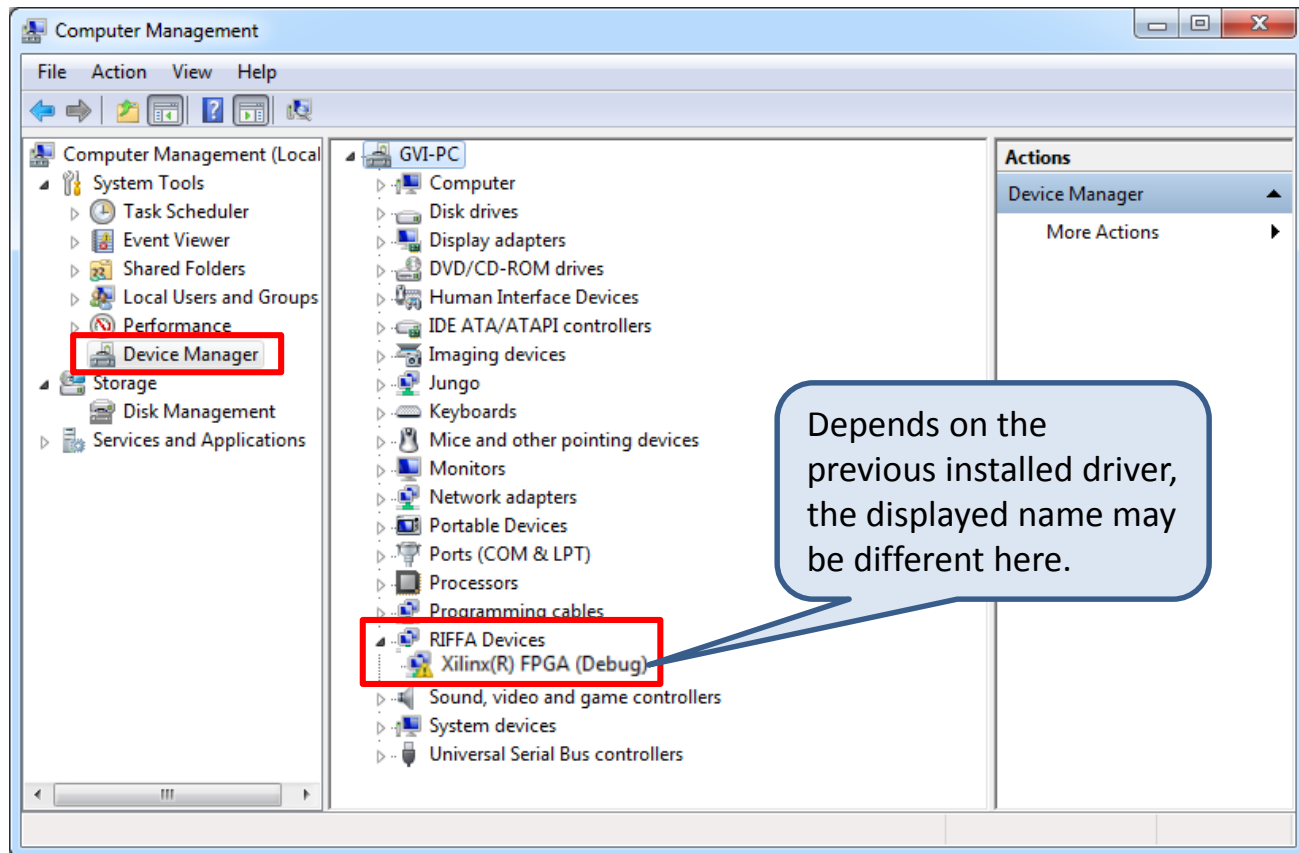 Computer Management
File Action View Help
Computer Management (Local
System Tools
Task Scheduler
Event Viewer
Shared Folders
Local Users and Groups
Performance
Device Manager
Storage
Disk Management
Services and Applications
GVI-PC
Computer
Disk drives
Display adapters
DVD/CD-ROM drives
Human Interface Devices
IDE ATA/ATAPI controllers
Imaging devices
Jungo
Keyboards
Mice and other pointing devices
Monitors
Network adapters
Portable Devices
Ports (COM & LPT)
Processors
Programming cables
RIFFA Devices
Xilinx(R) FPGA (Debug)
Sound, video and game controllers
System devices
Universal Serial Bus controllers
Actions
Device Manager
More Actions
Depends on the
previous installed driver,
the displayed name may
be different here.